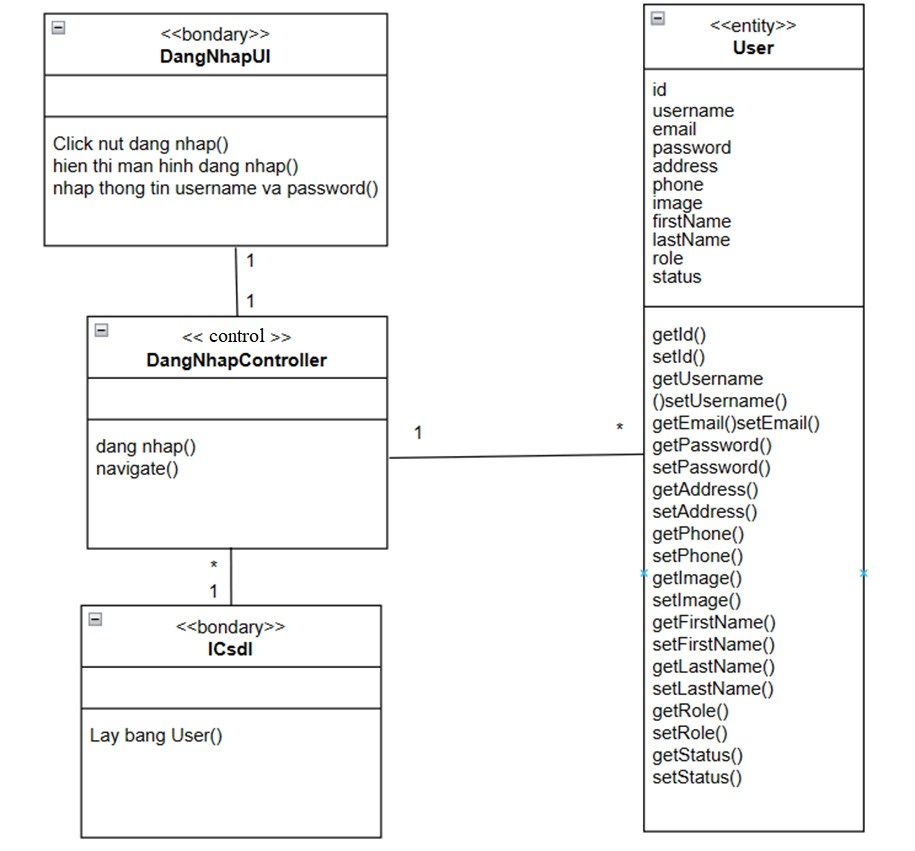 <<bondary>>
DangNhapUI
Click nut dang nhap()
hien thi man hinh dang nhap()
nhap thong tin username va password()
1
1
<< control >>
DangNhapController
dang nhap()
navigate()
1
*
*
1
<<bondary>>
ICsdl
Lay bang User()
<<entity>>
User
id
username
email
password
address
phone
image
firstName
lastName
role
status
getId()
setId()
getUsername
()setUsername()
getEmail()setEmail()
getPassword()
setPassword()
getAddress()
setAddress()
getPhone()
setPhone()
getImage()
setImage()
getFirstName()
setFirstName()
getLastName()
setLastName()
getRole()
setRole()
getStatus()
setStatus()